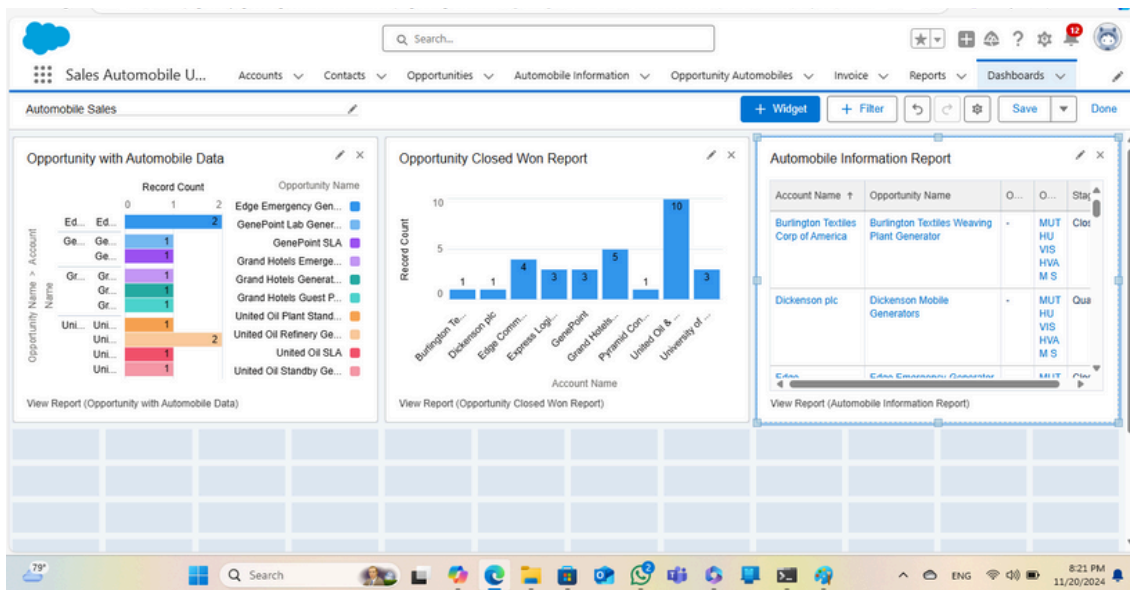 Search...
12
Sales Automobile U...
Accounts
Contacts
Opportunities
Automobile Information
Opportunity Automobiles
Invoice
Reports
Dashboards
Automobile Sales
+ Widget
+ Filter
Save
Done
Opportunity with Automobile Data
Record Count
0 1 2
Opportunity Name > Account Name
Ed... Ed... 2
Ge... Ge... 1
Ge... 1
Gr... Gr... 1
Gr... 1
Gr... 1
Uni... Uni... 1
Uni... 2
Uni... 1
Uni... 1
Opportunity Name
Edge Emergency Gen...
GenePoint Lab Gener...
GenePoint SLA
Grand Hotels Emerge...
Grand Hotels Generat...
Grand Hotels Guest P...
United Oil Plant Stand...
United Oil Refinery Ge...
United Oil SLA
United Oil Standby Ge...
View Report (Opportunity with Automobile Data)
Opportunity Closed Won Report
Record Count
10
5
0
1 1 4 3 3 5 1 10 3
Burlington Te...
Dickenson plc
Edge Comm...
Express Logi...
GenePoint
Grand Hotels...
Pyramid Con...
United Oil & ...
University of ...
Account Name
View Report (Opportunity Closed Won Report)
Automobile Information Report
Account Name ↑ Opportunity Name O... O... Stag
Burlington Textiles Burlington Textiles Weaving - MUT Clos
Corp of America Plant Generator HU
VIS
HVA
M S
Dickenson plc Dickenson Mobile - MUT Qua
Generators HU
VIS
HVA
M S
Edge Edge Emergency Generator MUT Clos
View Report (Automobile Information Report)
79°
Search
2
ENG
8:21 PM
11/20/2024